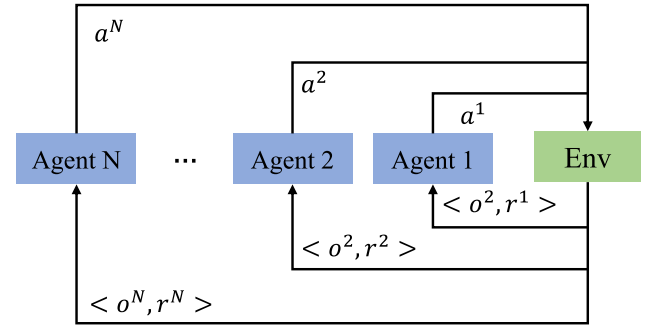 a^N
a^2
a^1
Agent N ... Agent 2 Agent 1 Env
< o^2, r^1 >
< o^2, r^2 >
< o^N, r^N >